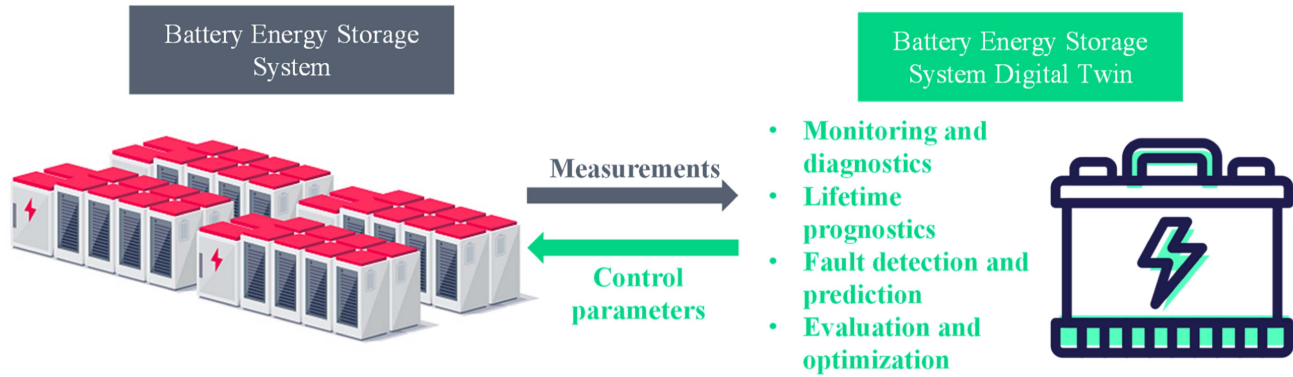 Battery Energy Storage
System
Battery Energy Storage
System Digital Twin
Measurements
Control
parameters
• Monitoring and
diagnostics
• Lifetime
prognostics
• Fault detection and
prediction
• Evaluation and
optimization